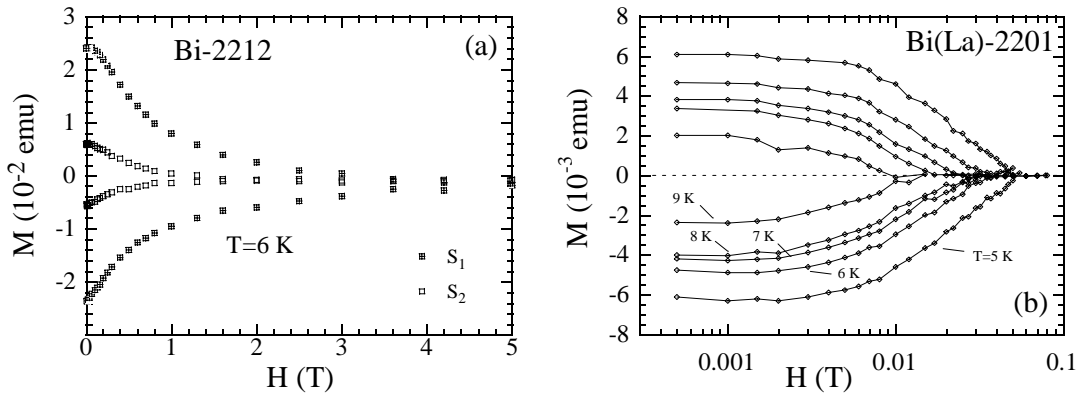 Bi-2212
(a)
3
2
1
0
-1
-2
M (10⁻² emu)
T=6 K
S₁
S₂
0 1 2 3 4 5
H (T)
Bi(La)-2201
8
6
4
2
0
-2
-4
-6
-8
M (10⁻³ emu)
9 K
8 K
7 K
6 K
T=5 K
(b)
0.001 0.01 0.1
H (T)